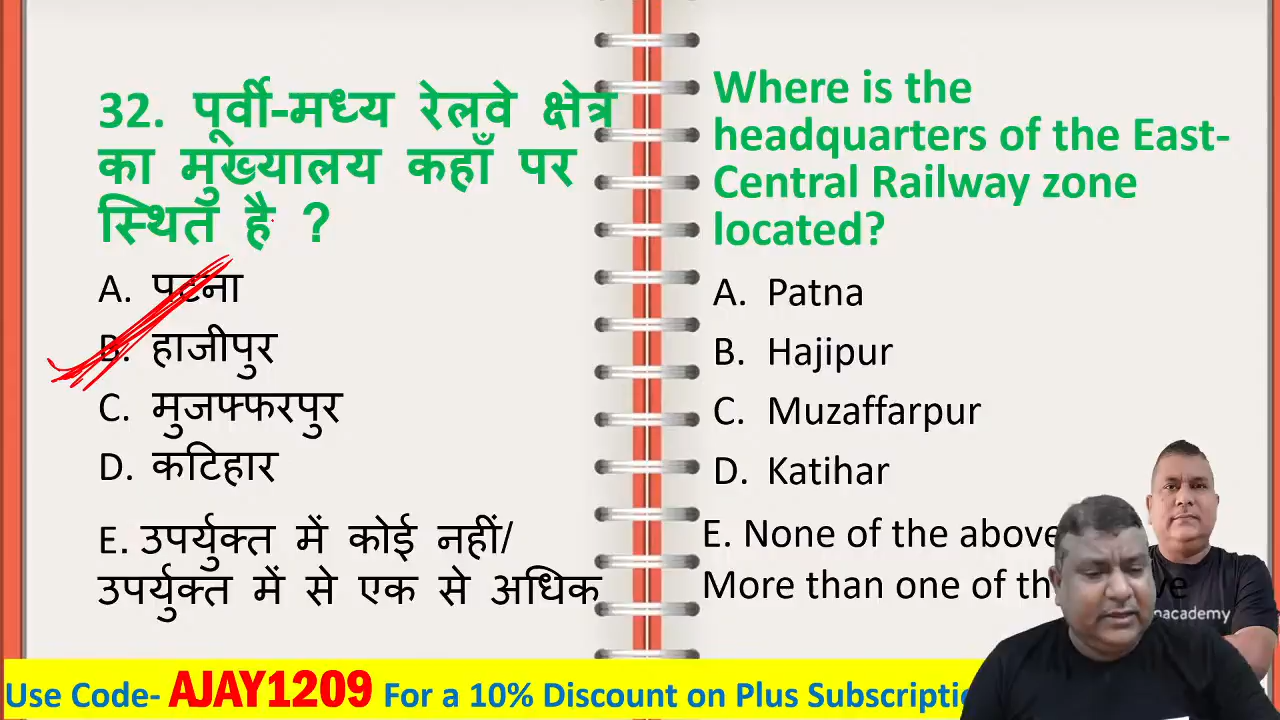 32. पूर्वी-मध्य रेलवे क्षेत्र
का मुख्यालय कहाँ पर
स्थित है ?
A. पटना
B. हाजीपुर
C. मुजफ्फरपुर
D. कटिहार
E. उपर्युक्त में कोई नहीं/
उपर्युक्त में से एक से अधिक
Where is the
headquarters of the East-
Central Railway zone
located?
A. Patna
B. Hajipur
C. Muzaffarpur
D. Katihar
E. None of the above
More than one of th
Use Code- AJAY1209 For a 10% Discount on Plus